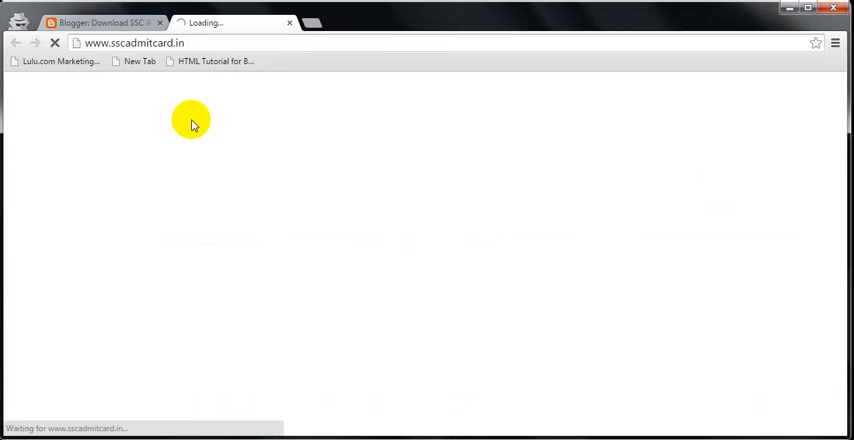 Blogger: Download SSC A
Loading...
www.sscadmitcard.in
Lulu.com Marketing...
New Tab
HTML Tutorial for B...
Waiting for www.sscadmitcard.in...